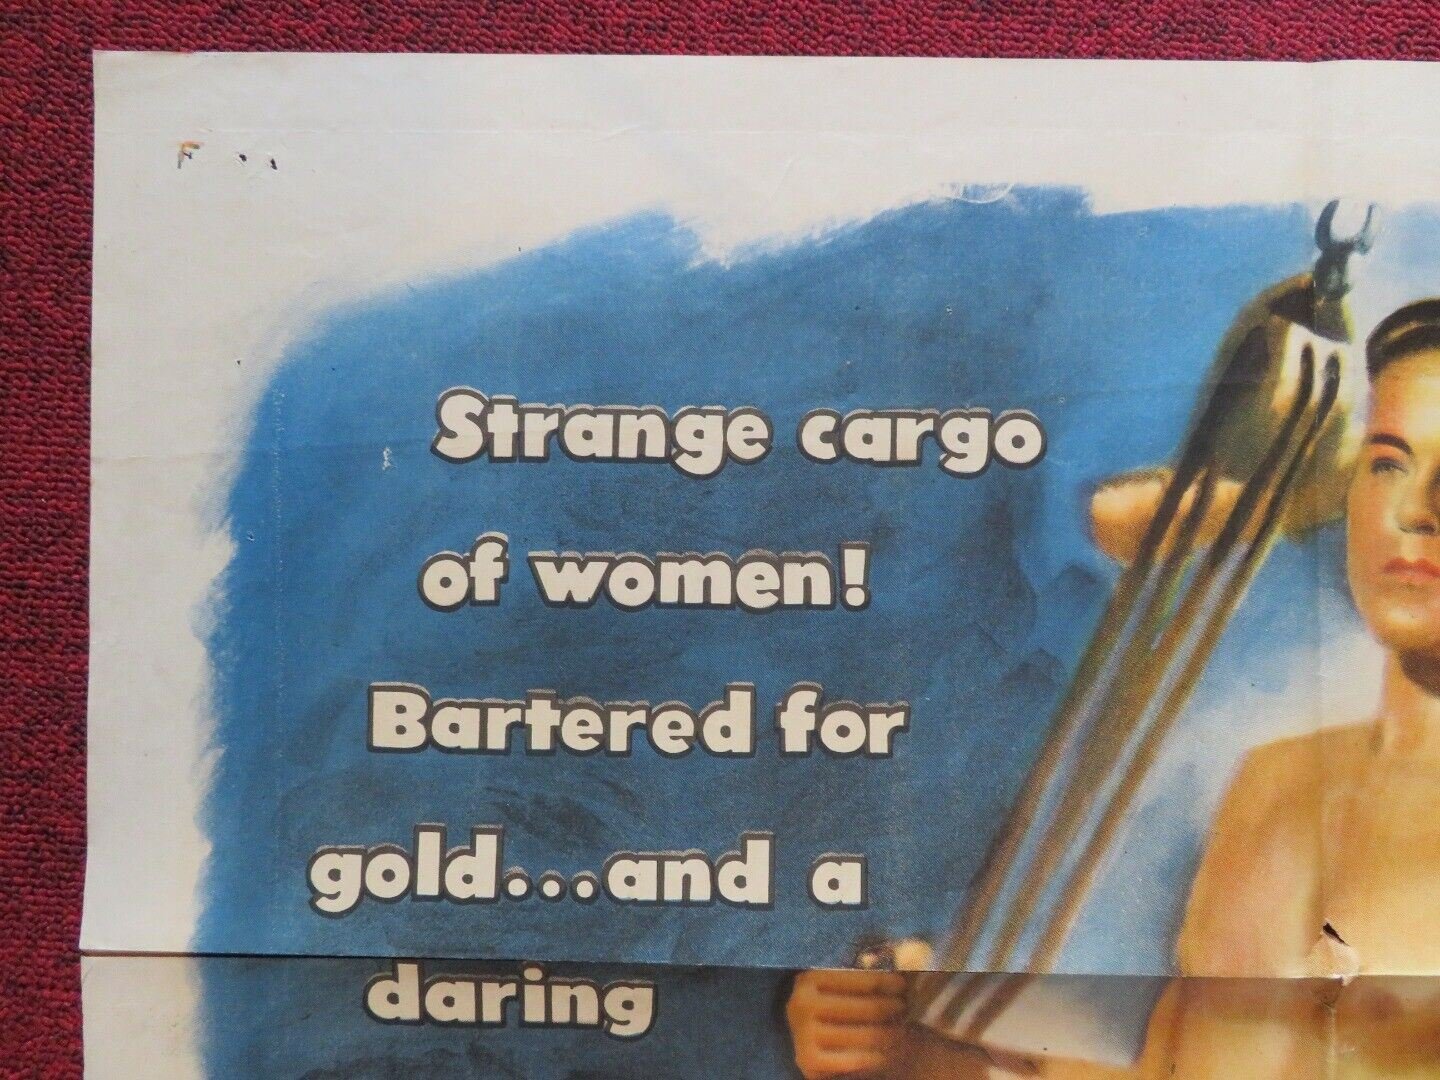 Strange cargo
of women!
Bartered for
gold...and a
daring